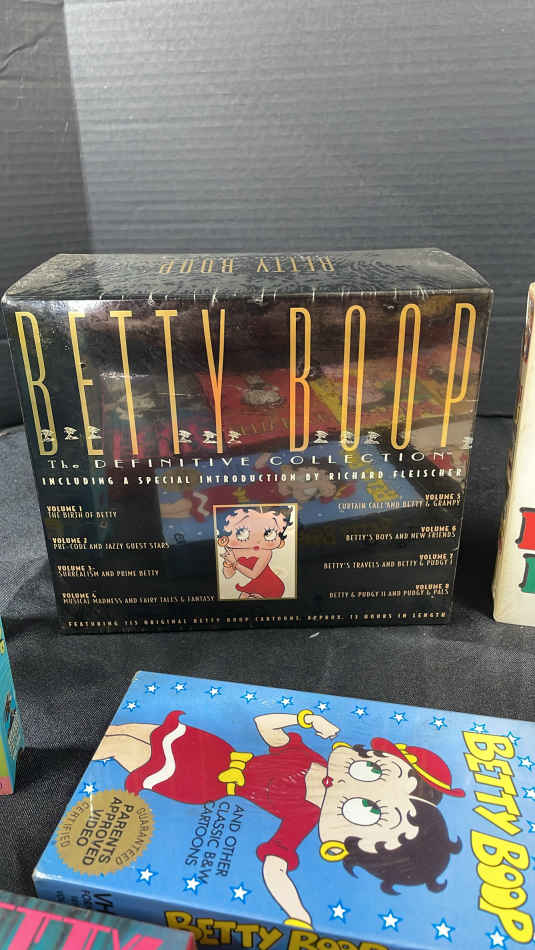 BETTY BOOP
BETTY BOOP
The DEFINITIVE COLLECTION
INCLUDING A SPECIAL INTRODUCTION BY RICHARD FLEISCHER
VOLUME 1
THE BIRTH OF BETTY
VOLUME 2
PRE-CODE AND JAZZY GUEST STARS
VOLUME 3
SURREALISM AND PRIME BETTY
VOLUME 4
MUSICAL MADNESS AND FAIRY TALES & FANTASY
VOLUME 5
CURTAIN CALL AND BETTY & GRAMPY
VOLUME 6
BETTY'S BOYS AND NEW FRIENDS
VOLUME 7
BETTY'S TRAVELS AND BETTY & PUDGY I
VOLUME 8
BETTY & PUDGY II AND PUDGY & PALS
FEATURING 115 ORIGINAL BETTY BOOP CARTOONS, APPROX. 13 HOURS IN LENGTH
BETTY BOOP
AND OTHER
CLASSIC B&W
CARTOONS
GUARANTEED
PARENTS
APPROVED
VIDEO
CERTIFIED
BETTY BOOP